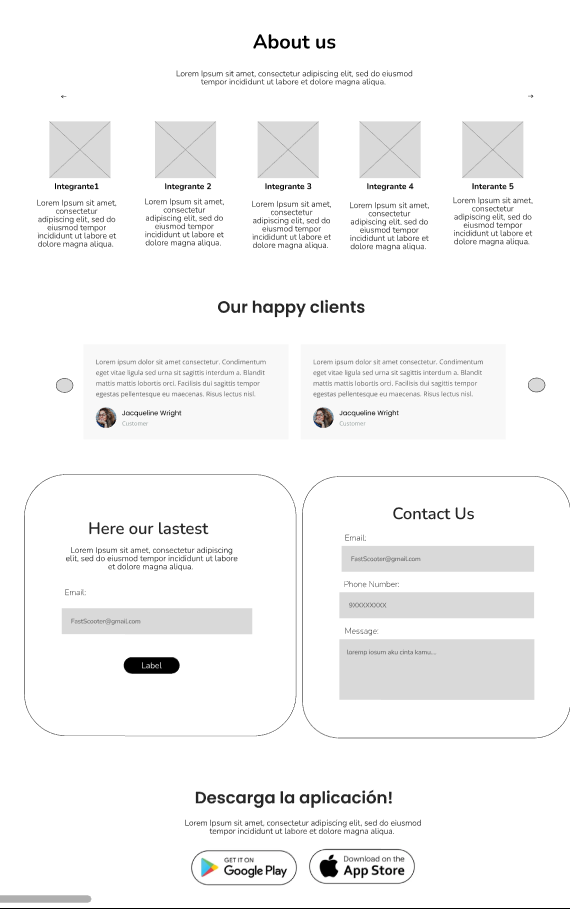 About us
Lorem Ipsum sit amet, consectetur adipiscing elit, sed do eiusmod
tempor incididunt ut labore et dolore magna aliqua.
← →
Integrante1
Lorem Ipsum sit amet,
consectetur
adipiscing elit, sed do
eiusmod tempor
incididunt ut labore et
dolore magna aliqua.
Integrante 2
Lorem Ipsum sit amet,
consectetur
adipiscing elit, sed do
eiusmod tempor
incididunt ut labore et
dolore magna aliqua.
Integrante 3
Lorem Ipsum sit amet,
consectetur
adipiscing elit, sed do
eiusmod tempor
incididunt ut labore et
dolore magna aliqua.
Integrante 4
Lorem Ipsum sit amet,
consectetur
adipiscing elit, sed do
eiusmod tempor
incididunt ut labore et
dolore magna aliqua.
Interante 5
Lorem Ipsum sit amet,
consectetur
adipiscing elit, sed do
eiusmod tempor
incididunt ut labore et
dolore magna aliqua.
Our happy clients
Lorem ipsum dolor sit amet consectetur. Condimentum
eget vitae ligula sed urna sit sagittis interdum a. Blandit
mattis mattis lobortis orci. Facilisis dui sagittis tempor
egestas pellentesque eu maecenas. Risus lectus nisl.
Jacqueline Wright
Customer
Lorem ipsum dolor sit amet consectetur. Condimentum
eget vitae ligula sed urna sit sagittis interdum a. Blandit
mattis mattis lobortis orci. Facilisis dui sagittis tempor
egestas pellentesque eu maecenas. Risus lectus nisl.
Jacqueline Wright
Customer
Here our lastest
Lorem Ipsum sit amet, consectetur adipiscing
elit, sed do eiusmod tempor incididunt ut labore
et dolore magna aliqua.
Email:
FastScooter@gmail.com
Label
Contact Us
Email:
FastScooter@gmail.com
Phone Number:
9XXXXXXXX
Message:
laremp iosum aku cinta kamu....
Descarga la aplicación!
Lorem Ipsum sit amet, consectetur adipiscing elit, sed do eiusmod
tempor incididunt ut labore et dolore magna aliqua.
GET IT ON
Google Play
Download on the
App Store